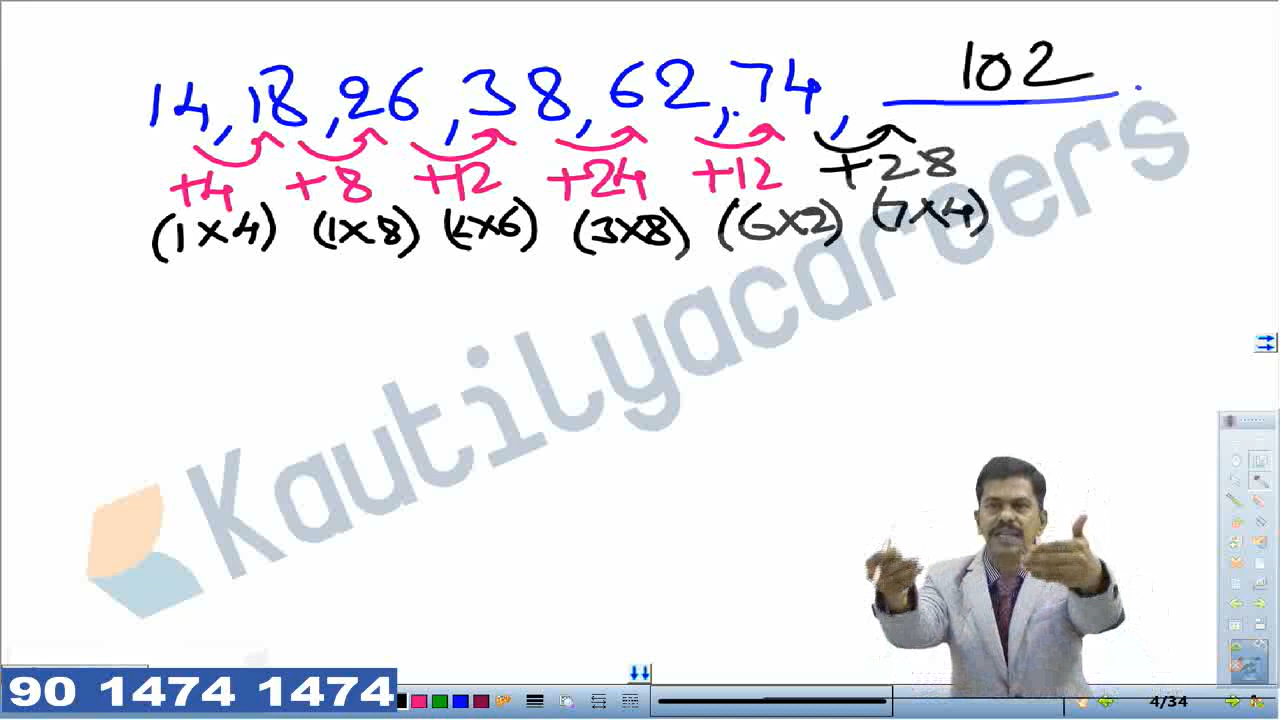 14, 18, 26, 38, 62, 74, 102
+4 +8 +12 +24 +12 +28
(1×4) (1×8) (2×6) (3×8) (6×2) (7×4)
Kautilyacareers
90 1474 1474
4/34